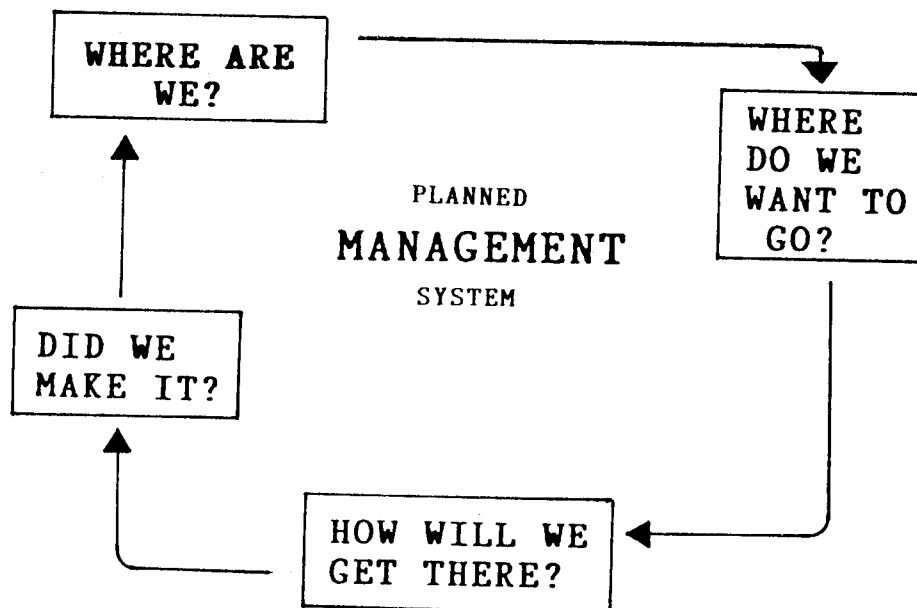 WHERE ARE
WE?
WHERE
DO WE
WANT TO
GO?
PLANNED
MANAGEMENT
SYSTEM
DID WE
MAKE IT?
HOW WILL WE
GET THERE?